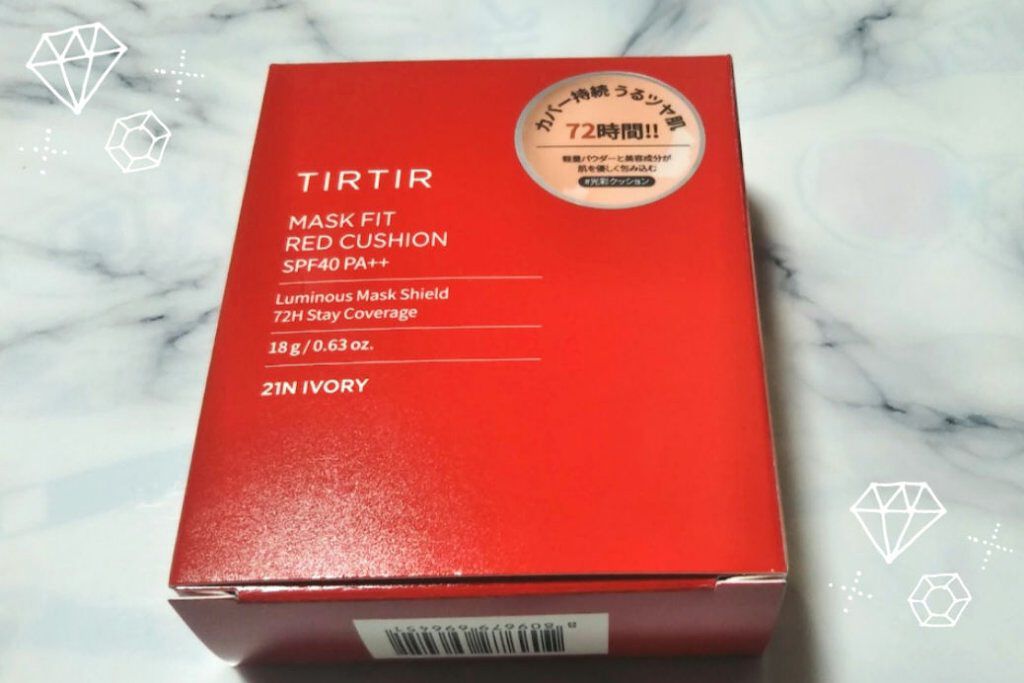 TIRTIR
MASK FIT
RED CUSHION
SPF40 PA++
Luminous Mask Shield
72H Stay Coverage
18 g / 0.63 oz.
21N IVORY
カバー持続 うるツヤ肌
72時間!!
軽量パウダーと美容成分が
肌を優しく包み込む
#光彩クッション